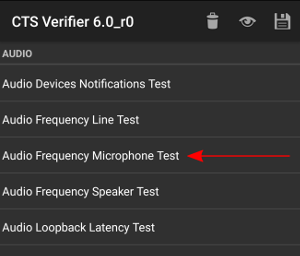 CTS Verifier 6.0_r0
AUDIO
Audio Devices Notifications Test
Audio Frequency Line Test
Audio Frequency Microphone Test
Audio Frequency Speaker Test
Audio Loopback Latency Test